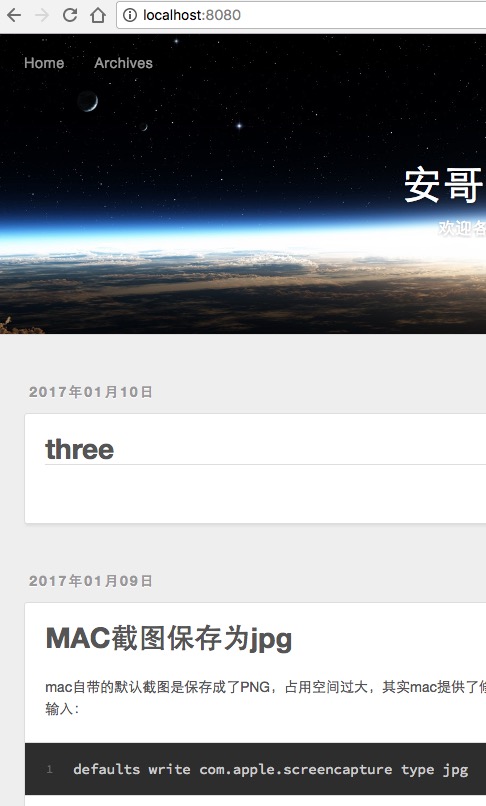 localhost:8080
Home Archives
安哥
欢迎各
2017年01月10日
three
2017年01月09日
MAC截图保存为jpg
mac自带的默认截图是保存成了PNG，占用空间过大，其实mac提供了修
输入：
1 defaults write com.apple.screencapture type jpg